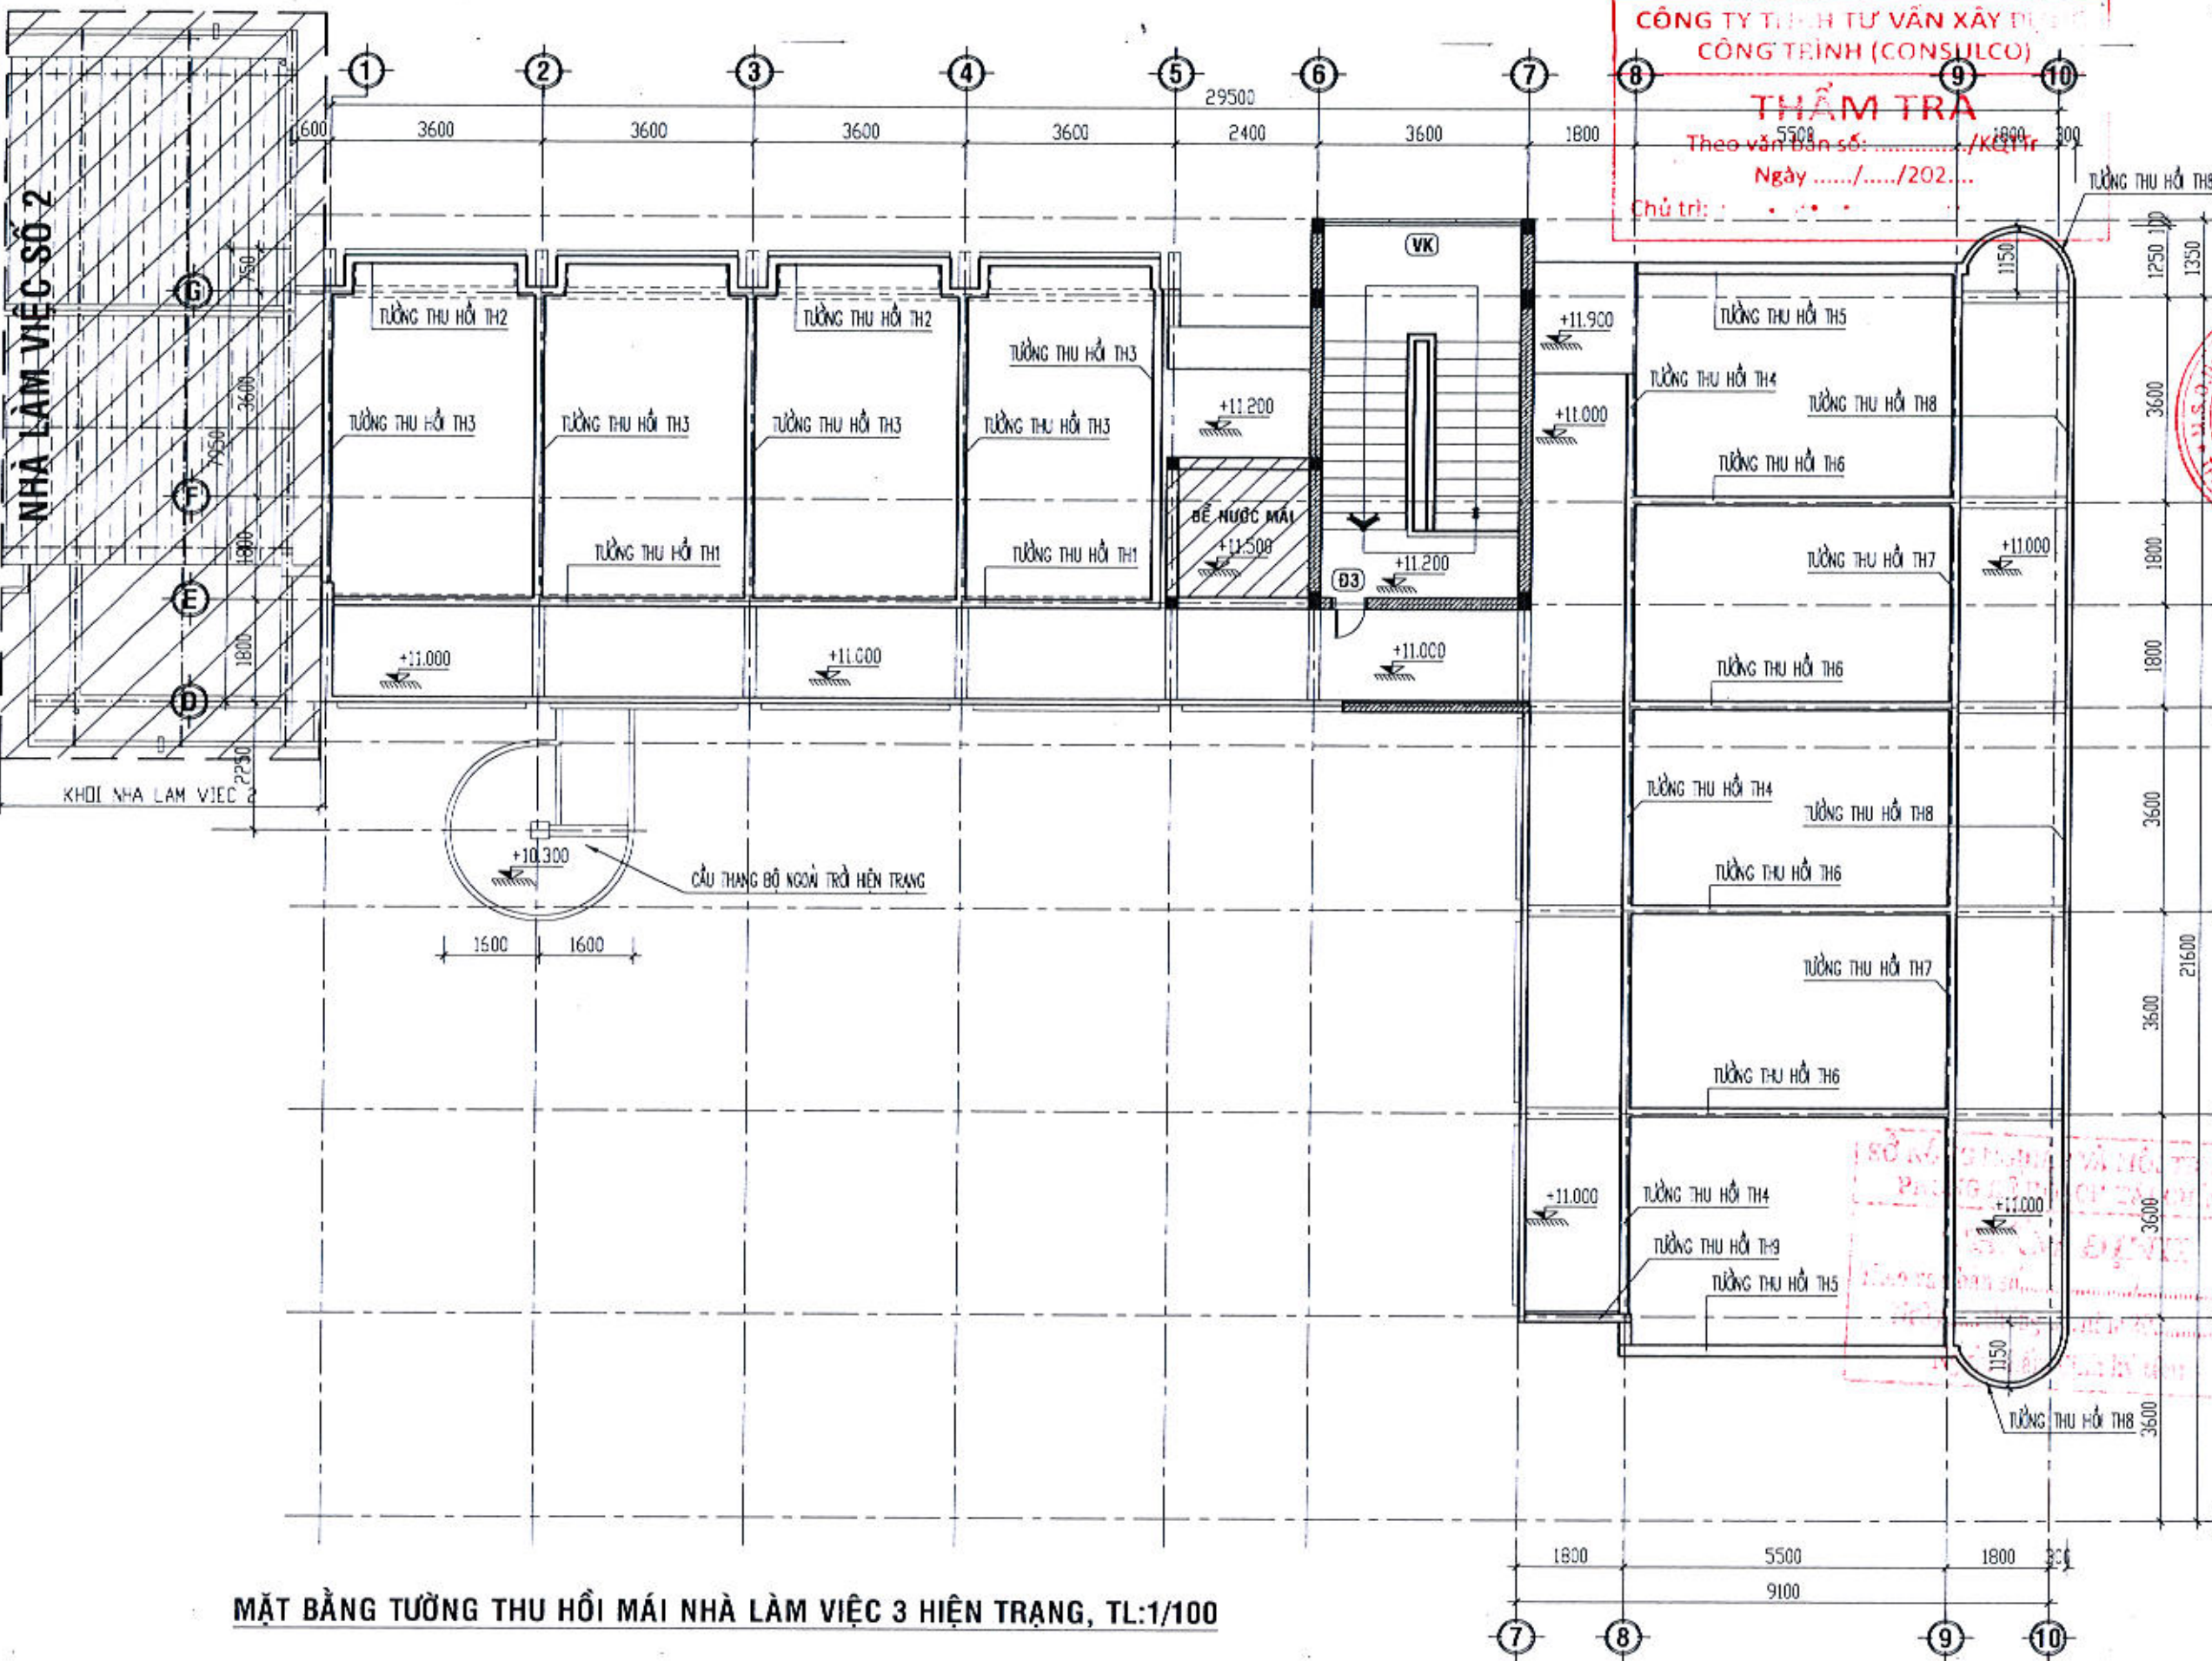 CÔNG TY TƯ VẤN XÂY
CÔNG TRÌNH (CONSULCO)
THẨM TRA
Theo văn bản số: ............../KQTTr
Ngày ....../...../202....
Chủ trì:
1 2 3 4 5 6 7 8 9 10
29500
600 3600 3600 3600 3600 2400 3600 1800 5500 1800 300
TƯỜNG THU HỒI TH8
NHÀ LÀM VIỆC SỐ 2
G
F
E
D
750
3600
7950
1800
1800
2250
KHOI NHA LAM VIEC 2
VK
TƯỜNG THU HỒI TH2
TƯỜNG THU HỒI TH2
TƯỜNG THU HỒI TH3
TƯỜNG THU HỒI TH3
TƯỜNG THU HỒI TH3
TƯỜNG THU HỒI TH3
TƯỜNG THU HỒI TH3
TƯỜNG THU HỒI TH1
TƯỜNG THU HỒI TH1
+11.200
BỂ NƯỚC MÁI
+11.500
+11.200
Đ3
+11.000
+11.000
+11.000
+11.900
+11.000
TƯỜNG THU HỒI TH5
TƯỜNG THU HỒI TH4
TƯỜNG THU HỒI TH8
TƯỜNG THU HỒI TH6
TƯỜNG THU HỒI TH7
+11.000
TƯỜNG THU HỒI TH6
TƯỜNG THU HỒI TH4
TƯỜNG THU HỒI TH8
TƯỜNG THU HỒI TH6
TƯỜNG THU HỒI TH7
TƯỜNG THU HỒI TH6
+11.000
TƯỜNG THU HỒI TH4
+11.000
TƯỜNG THU HỒI TH9
TƯỜNG THU HỒI TH5
TƯỜNG THU HỒI TH8
1150
1150
100
1250
1350
3600
1800
1800
3600
3600
3600
3600
21600
+10.300
CẦU THANG BỘ NGOÀI TRỜI HIỆN TRẠNG
1600 1600
1800 5500 1800 300
9100
7 8 9 10
MẶT BẰNG TƯỜNG THU HỒI MÁI NHÀ LÀM VIỆC 3 HIỆN TRẠNG, TL:1/100